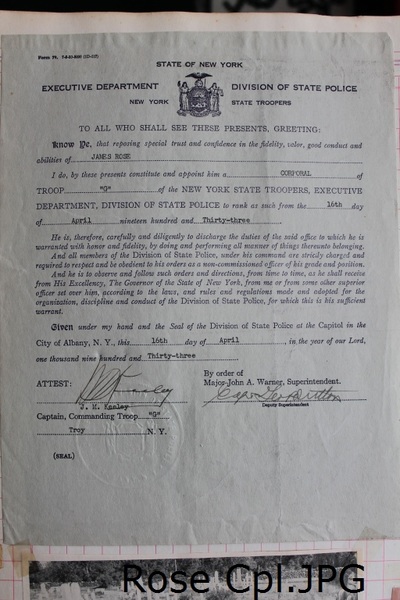 STATE OF NEW YORK
EXECUTIVE DEPARTMENT DIVISION OF STATE POLICE
NEW YORK STATE TROOPERS
TO ALL WHO SHALL SEE THESE PRESENTS, GREETING:
Know Ye, that reposing special trust and confidence in the fidelity, valor, good conduct and
abilities of JAMES ROSE
I do, by these presents constitute and appoint him a CORPORAL of
TROOP "G" of the NEW YORK STATE TROOPERS, EXECUTIVE
DEPARTMENT, DIVISION OF STATE POLICE to rank as such from the 16th day
of April nineteen hundred and Thirty-three
He is, therefore, carefully and diligently to discharge the duties of the said office to which he is
warranted with honor and fidelity, by doing and performing all manner of things thereunto belonging.
And all members of the Division of State Police, under his command are strictly charged and
required to respect and be obedient to his orders as a non-commissioned officer of his grade and position.
And he is to observe and follow such orders and directions, from time to time, as he shall receive
from His Excellency, The Governor of the State of New York, from me or from some other superior
officer set over him, according to the laws, and rules and regulations made and adopted for the
organization, discipline and conduct of the Division of State Police, for which this is his sufficient
warrant.
Given under my hand and the Seal of the Division of State Police at the Capitol in the
City of Albany, N. Y., this 16th day of April, in the year of our Lord,
one thousand nine hundred and Thirty-three
By order of
ATTEST: Major-John A. Warner, Superintendent.
Capt
Deputy Superintendent
J. M. Keeley
Captain, Commanding Troop "G"
Troy N. Y.
(SEAL)
Rose Cpl.JPG